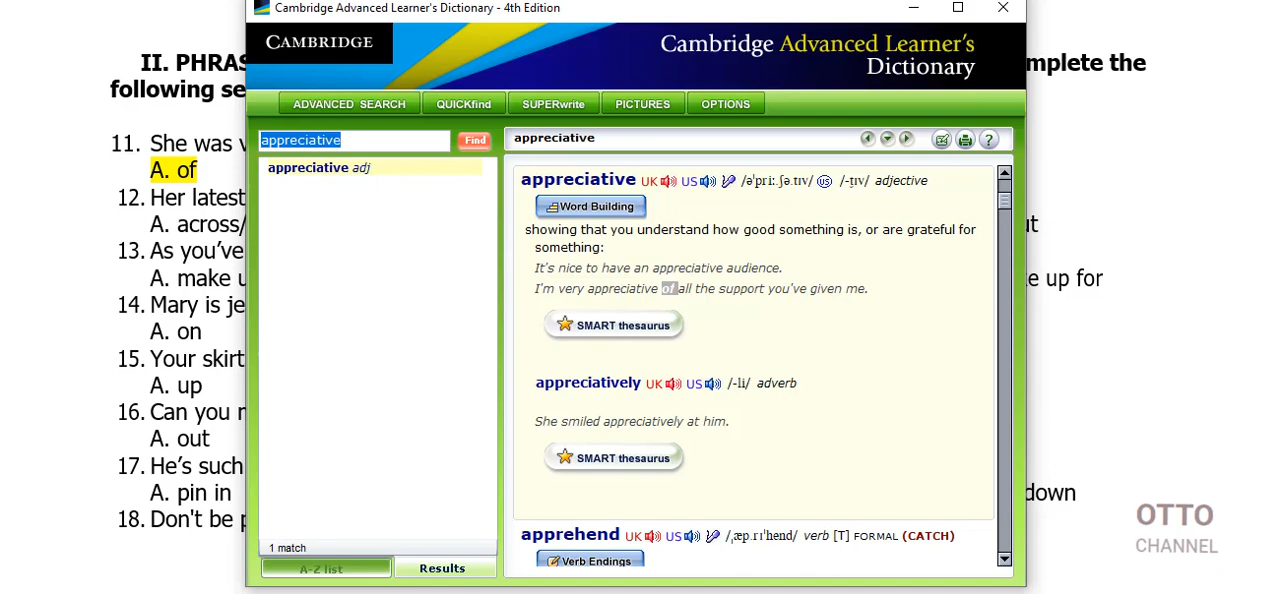 Cambridge Advanced Learner's Dictionary - 4th Edition
CAMBRIDGE
Cambridge Advanced Learner's
Dictionary
II. PHRAS
mplete the
following se
ADVANCED SEARCH QUICKfind SUPERwrite PICTURES OPTIONS
appreciative Find
appreciative
11. She was v
A. of
12. Her latest
A. across/
ut
13. As you've
A. make u
e up for
14. Mary is je
A. on
15. Your skirt
A. up
16. Can you m
A. out
17. He's such
A. pin in
down
18. Don't be p
appreciative adj
1 match
A-Z list Results
appreciative UK US /əˈpriː.ʃə.tɪv/ US /-t̬ɪv/ adjective
Word Building
showing that you understand how good something is, or are grateful for
something:
It's nice to have an appreciative audience.
I'm very appreciative of all the support you've given me.
SMART thesaurus
appreciatively UK US /-li/ adverb
She smiled appreciatively at him.
SMART thesaurus
apprehend UK US /ˌæp.rɪˈhend/ verb [T] FORMAL (CATCH)
Verb Endings
OTTO
CHANNEL